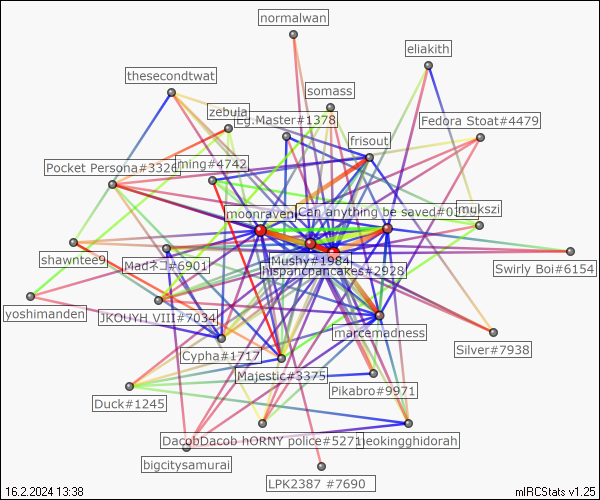 normalwan
eliakith
thesecondtwat
somass
zebula
Eg.Master#1378
Fedora Stoat#4479
frisout
Pocket Persona#3326
ming#4742
moonraven
Can anything be saved#0
mukszi
shawntee9
Madネコ#6901
Mushy#1984
hispanicpancakes#2928
Swirly Boi#6154
yoshimanden
JKOUYH VIII#7034
marcemadness
Cypha#1717
Silver#7938
Majestic#3375
Pikabro#9971
Duck#1245
DacobDacob hORNY police#5271
neokingghidorah
bigcitysamurai
LPK2387 #7690
16.2.2024 13:38
mIRCStats v1.25